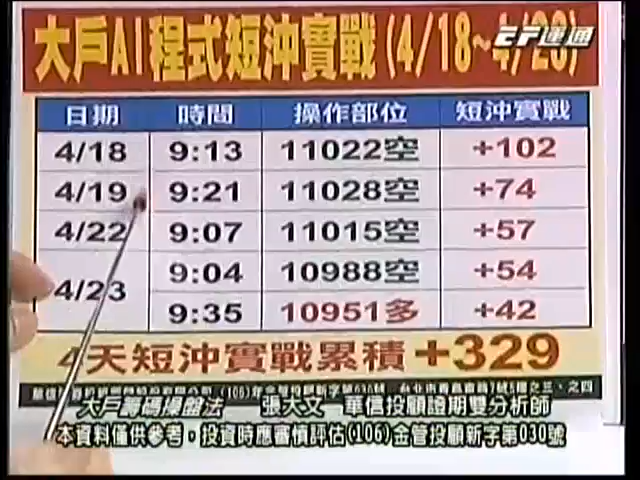 大戶AI程式短沖實戰(4/18~4/23)
EF運通
日期 時間 操作部位 短沖實戰
4/18 9:13 11022空 +102
4/19 9:21 11028空 +74
4/22 9:07 11015空 +57
4/23 9:04 10988空 +54
9:35 10951多 +42
4天短沖實戰累積 +329
大戶籌碼操盤法 張大文 華信投顧證期雙分析師
本資料僅供參考，投資時應審慎評估(106)金管投顧新字第030號